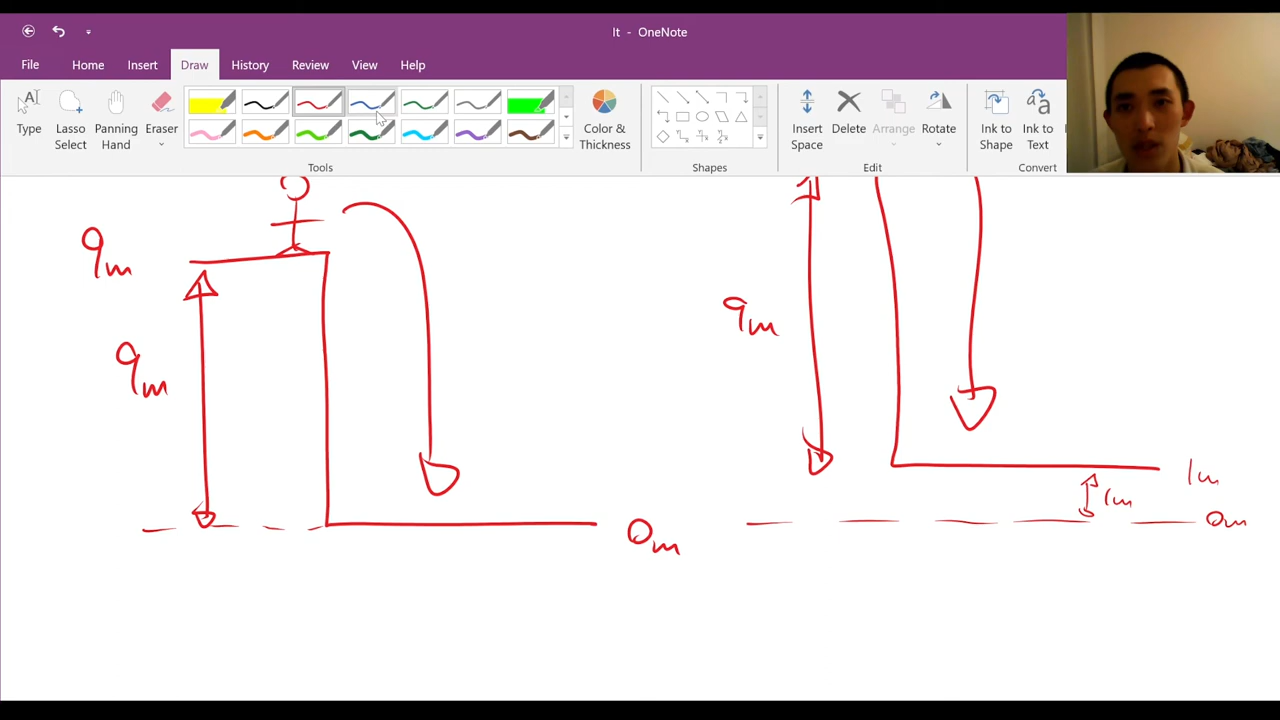 It - OneNote
File Home Insert Draw History Review View Help
Type
Lasso Select
Panning Hand
Eraser
Color & Thickness
Insert Space
Delete
Arrange
Rotate
Ink to Shape
Ink to Text
Tools
Shapes
Edit
Convert
9m
9m
0m
9m
1m
1m
0m